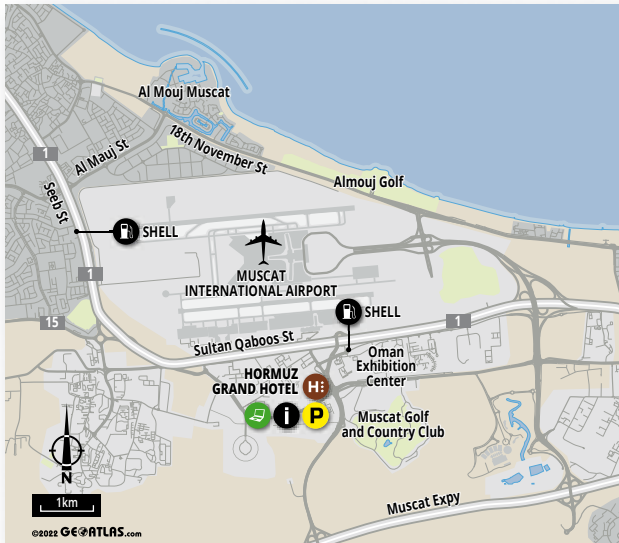 Al Mouj Muscat
18th November St
Al Mauj St
1
Seeb St
Almouj Golf
SHELL
MUSCAT
INTERNATIONAL AIRPORT
1
SHELL
15
1
Sultan Qaboos St
Oman
Exhibition
Center
HORMUZ
GRAND HOTEL
H
i
P
Muscat Golf
and Country Club
N
1km
Muscat Expy
©2022 GEOATLAS.com